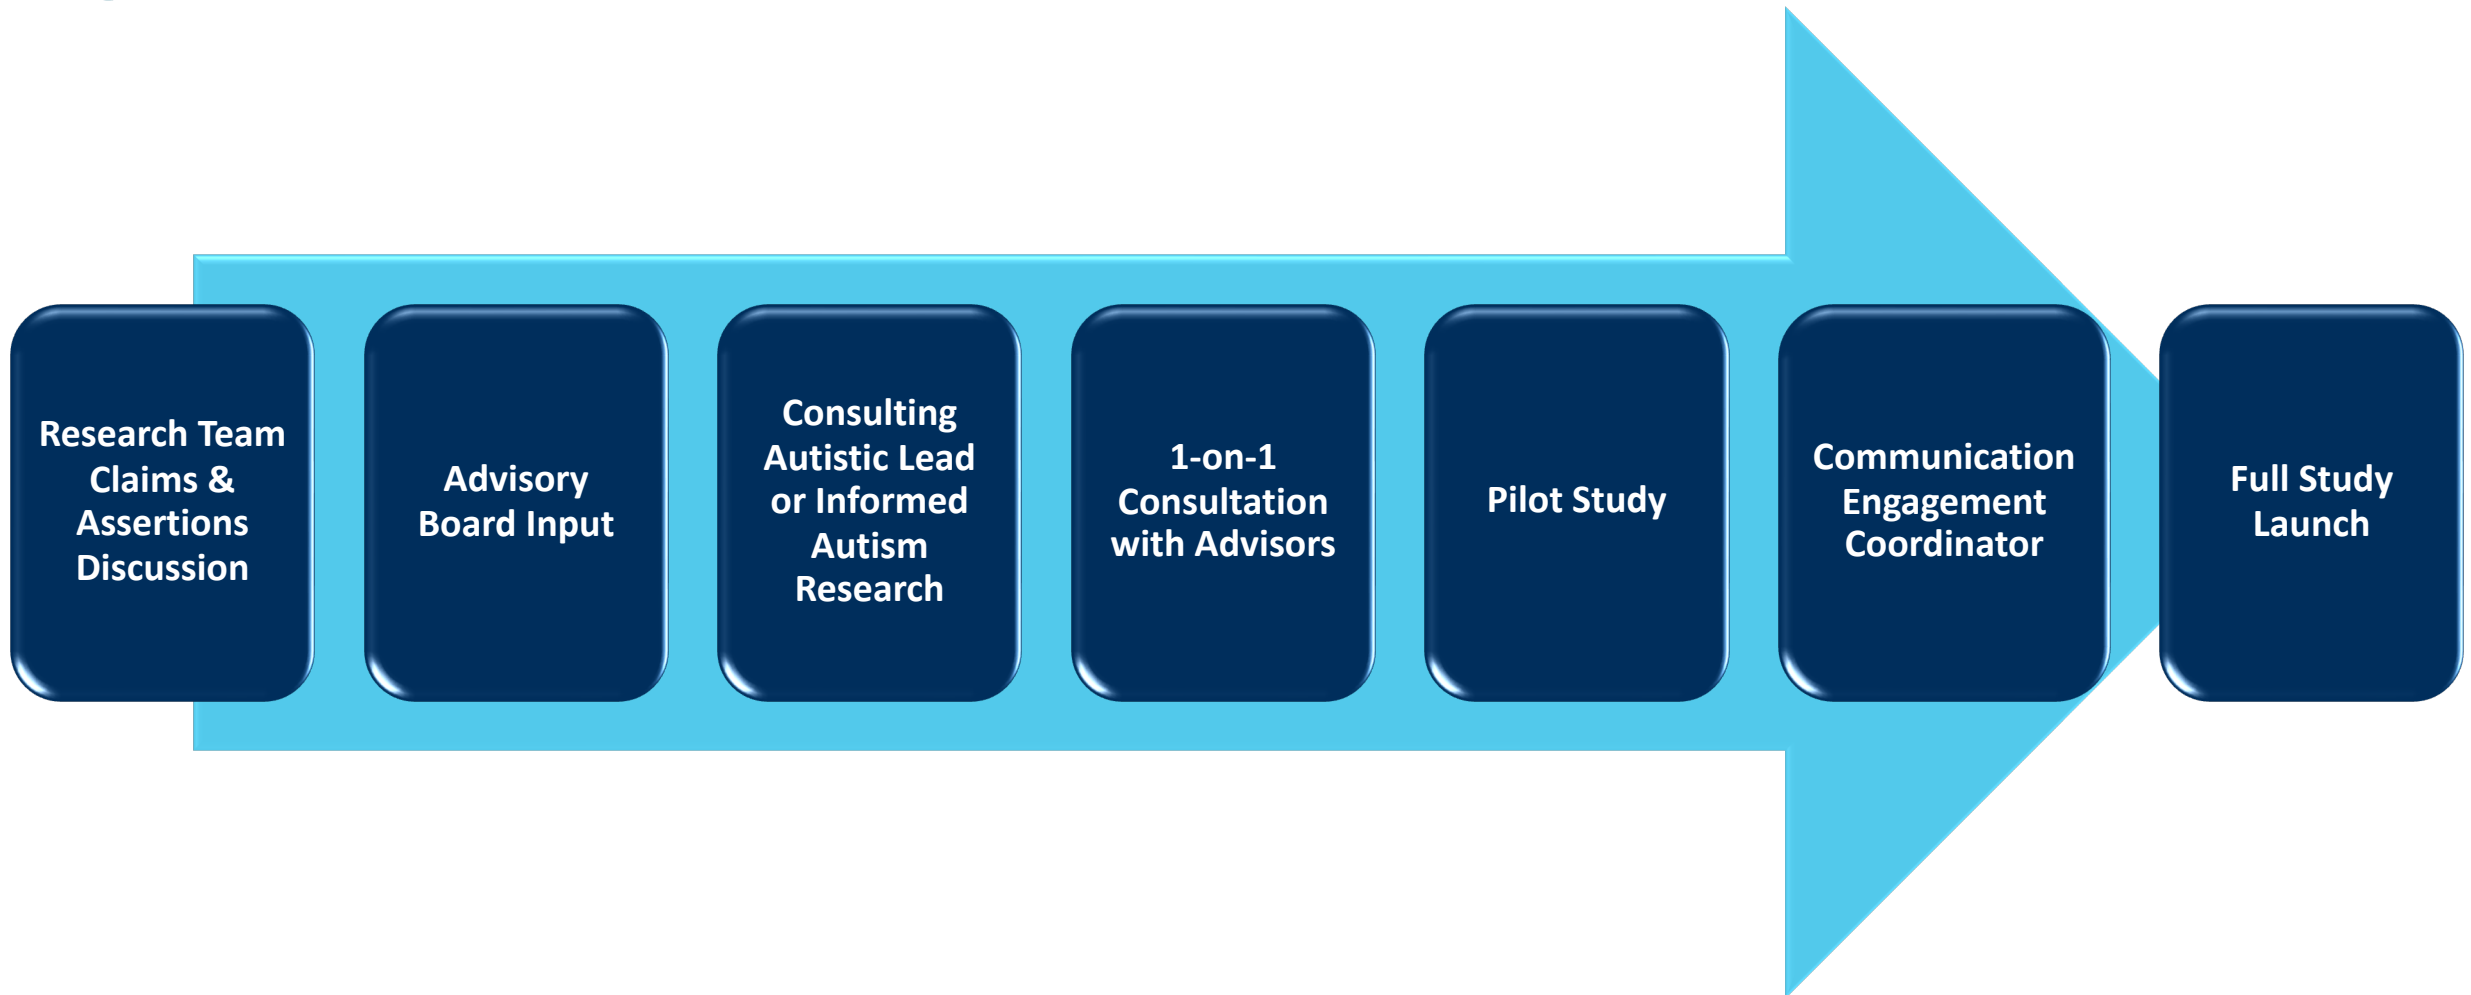 Research Team
Claims &
Assertions
Discussion
Advisory
Board Input
Consulting
Autistic Lead
or Informed
Autism
Research
1-on-1
Consultation
with Advisors
Pilot Study
Communication
Engagement
Coordinator
Full Study
Launch